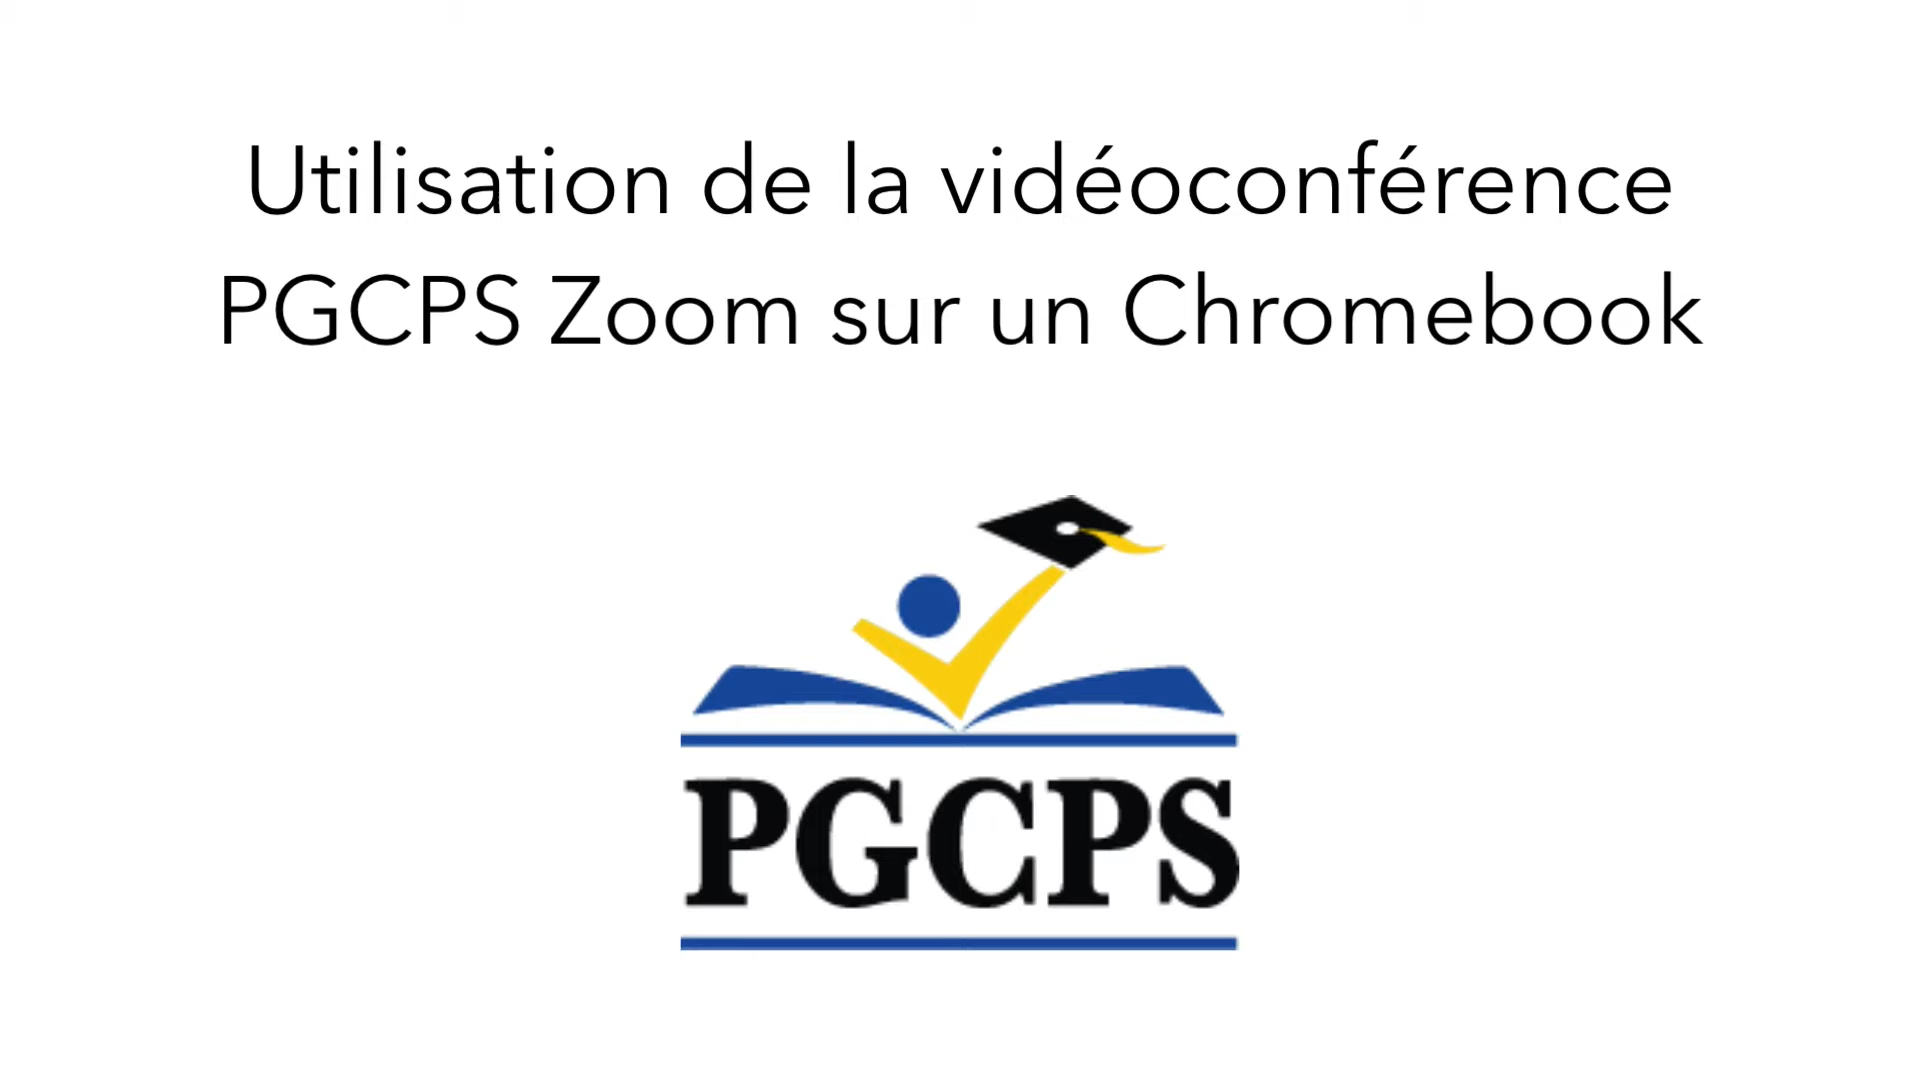 Utilisation de la vidéoconférence
PGCPS Zoom sur un Chromebook
PGCPS